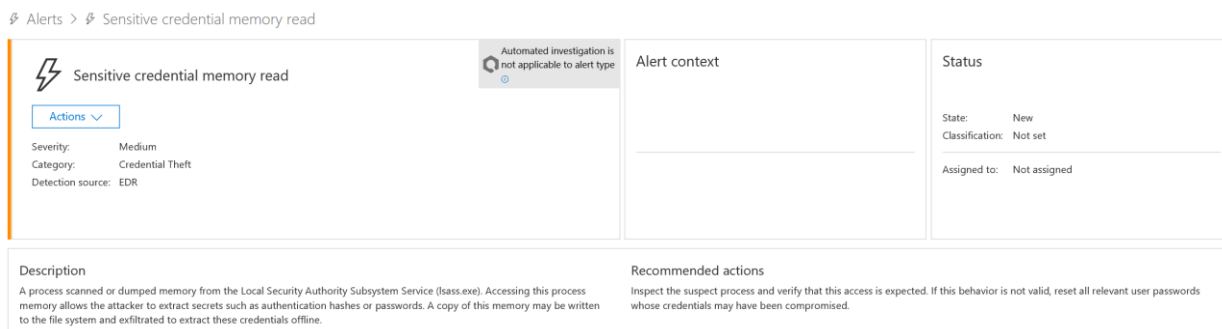 Alerts > Sensitive credential memory read
Automated investigation is
not applicable to alert type
Sensitive credential memory read
Actions
Severity: Medium
Category: Credential Theft
Detection source: EDR
Alert context
Status
State: New
Classification: Not set
Assigned to: Not assigned
Description
A process scanned or dumped memory from the Local Security Authority Subsystem Service (lsass.exe). Accessing this process
memory allows the attacker to extract secrets such as authentication hashes or passwords. A copy of this memory may be written
to the file system and exfiltrated to extract these credentials offline.
Recommended actions
Inspect the suspect process and verify that this access is expected. If this behavior is not valid, reset all relevant user passwords
whose credentials may have been compromised.